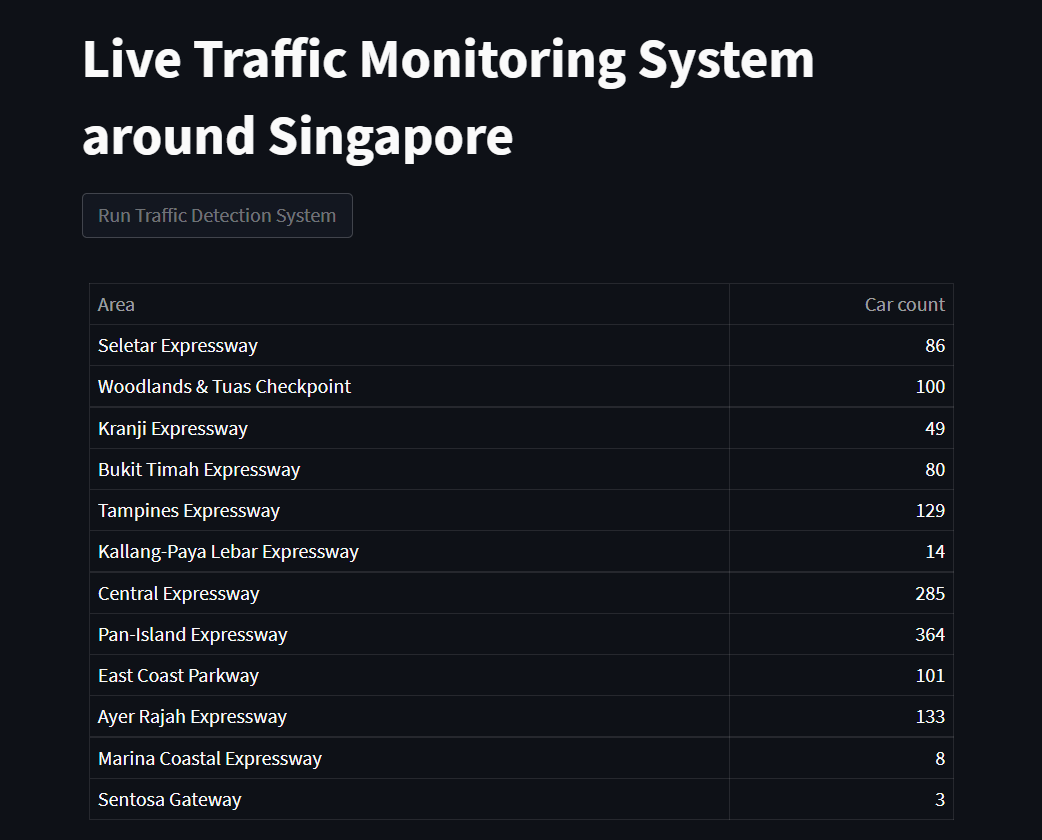 Live Traffic Monitoring System
around Singapore
Run Traffic Detection System
Area Car count
Seletar Expressway 86
Woodlands & Tuas Checkpoint 100
Kranji Expressway 49
Bukit Timah Expressway 80
Tampines Expressway 129
Kallang-Paya Lebar Expressway 14
Central Expressway 285
Pan-Island Expressway 364
East Coast Parkway 101
Ayer Rajah Expressway 133
Marina Coastal Expressway 8
Sentosa Gateway 3